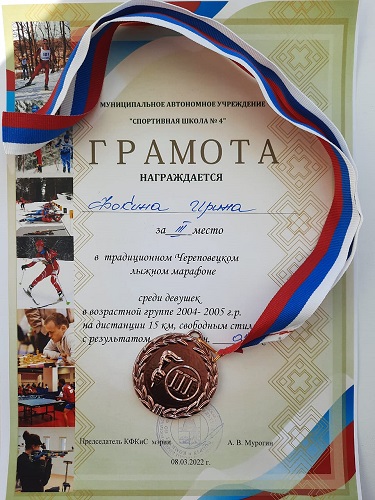 МУНИЦИПАЛЬНОЕ АВТОНОМНОЕ УЧРЕЖДЕНИЕ
"СПОРТИВНАЯ ШКОЛА № 4"
ГРАМОТА
НАГРАЖДАЕТСЯ
Фокина Ирина
за III место
в традиционном Череповецком
лыжном марафоне
среди девушек
в возрастной группе 2004- 2005 г.р.
на дистанции 15 км, свободным стил
с результатом
III
Председатель КФКиС мэрии А. В. Мурогин
08.03.2022 г.